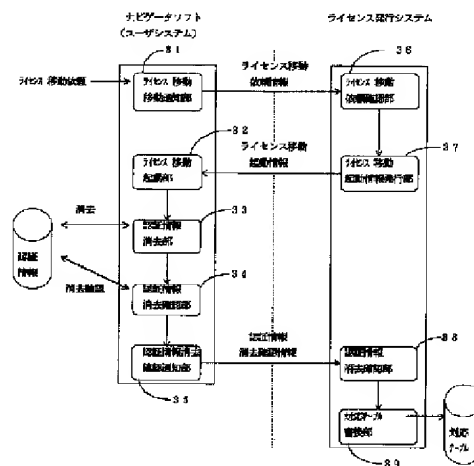 ナビゲータソフト
(ユーザシステム)
ライセンス発行システム
31
ライセンス移動依頼
ライセンス移動
移動通知部
ライセンス移動
依頼情報
36
ライセンス移動
依頼確認部
32
ライセンス移動
起動部
ライセンス移動
起動情報
37
ライセンス移動
起動情報発行部
消去
33
認証情報
消去部
認証
情報
34
消去確認
認証情報
消去確認部
認証情報消去
確認通知部
35
認証情報
消去確認情報
38
認証情報
消去確認部
対応テーブル
書換部
39
対応
テーブル